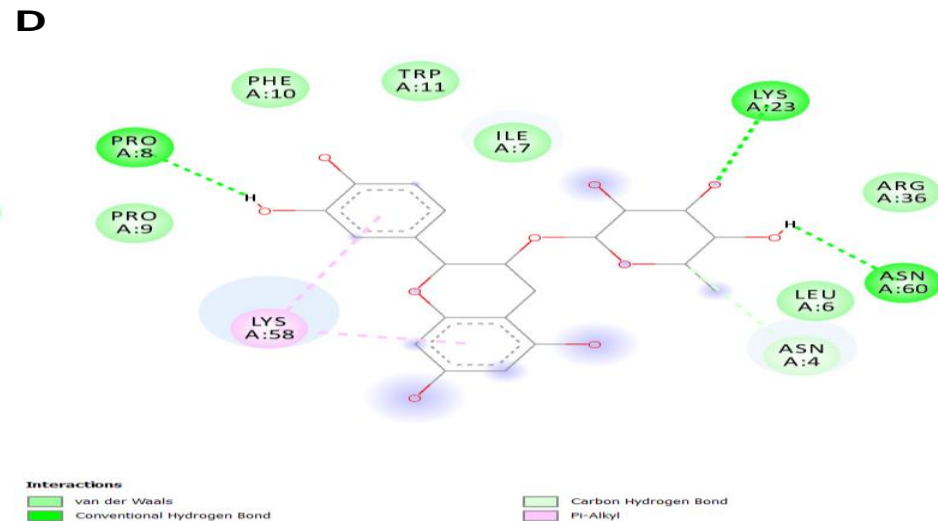 D
TRP
A:11
PHE
A:10
LYS
A:23
ILE
A:7
PRO
A:8
ARG
A:36
H
PRO
A:9
H
ASN
A:60
LEU
A:6
LYS
A:58
ASN
A:4
Interactions
van der Waals
Conventional Hydrogen Bond
Carbon Hydrogen Bond
Pi-Alkyl